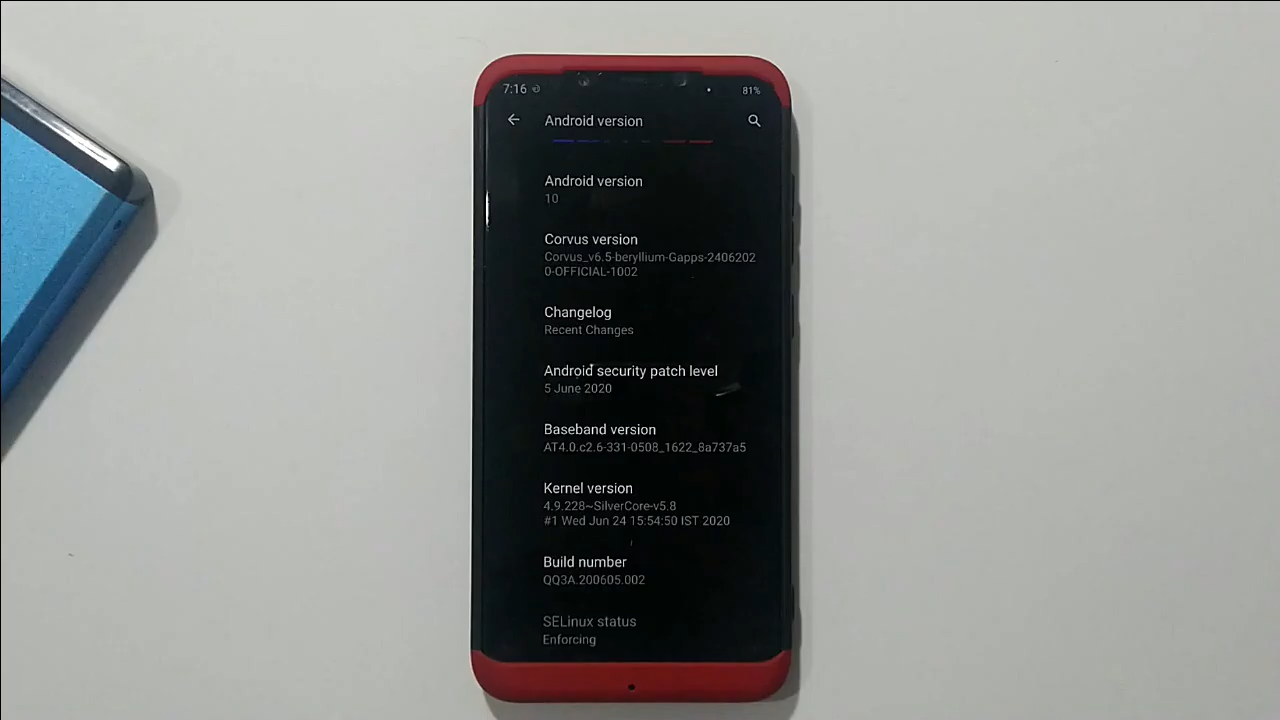 7:16
81%
Android version
Android version
10
Corvus version
Corvus_v6.5-beryllium-Gapps-2406202
0-OFFICIAL-1002
Changelog
Recent Changes
Android security patch level
5 June 2020
Baseband version
AT4.0.c2.6-331-0508_1622_8a737a5
Kernel version
4.9.228~SilverCore-v5.8
#1 Wed Jun 24 15:54:50 IST 2020
Build number
QQ3A.200605.002
SELinux status
Enforcing